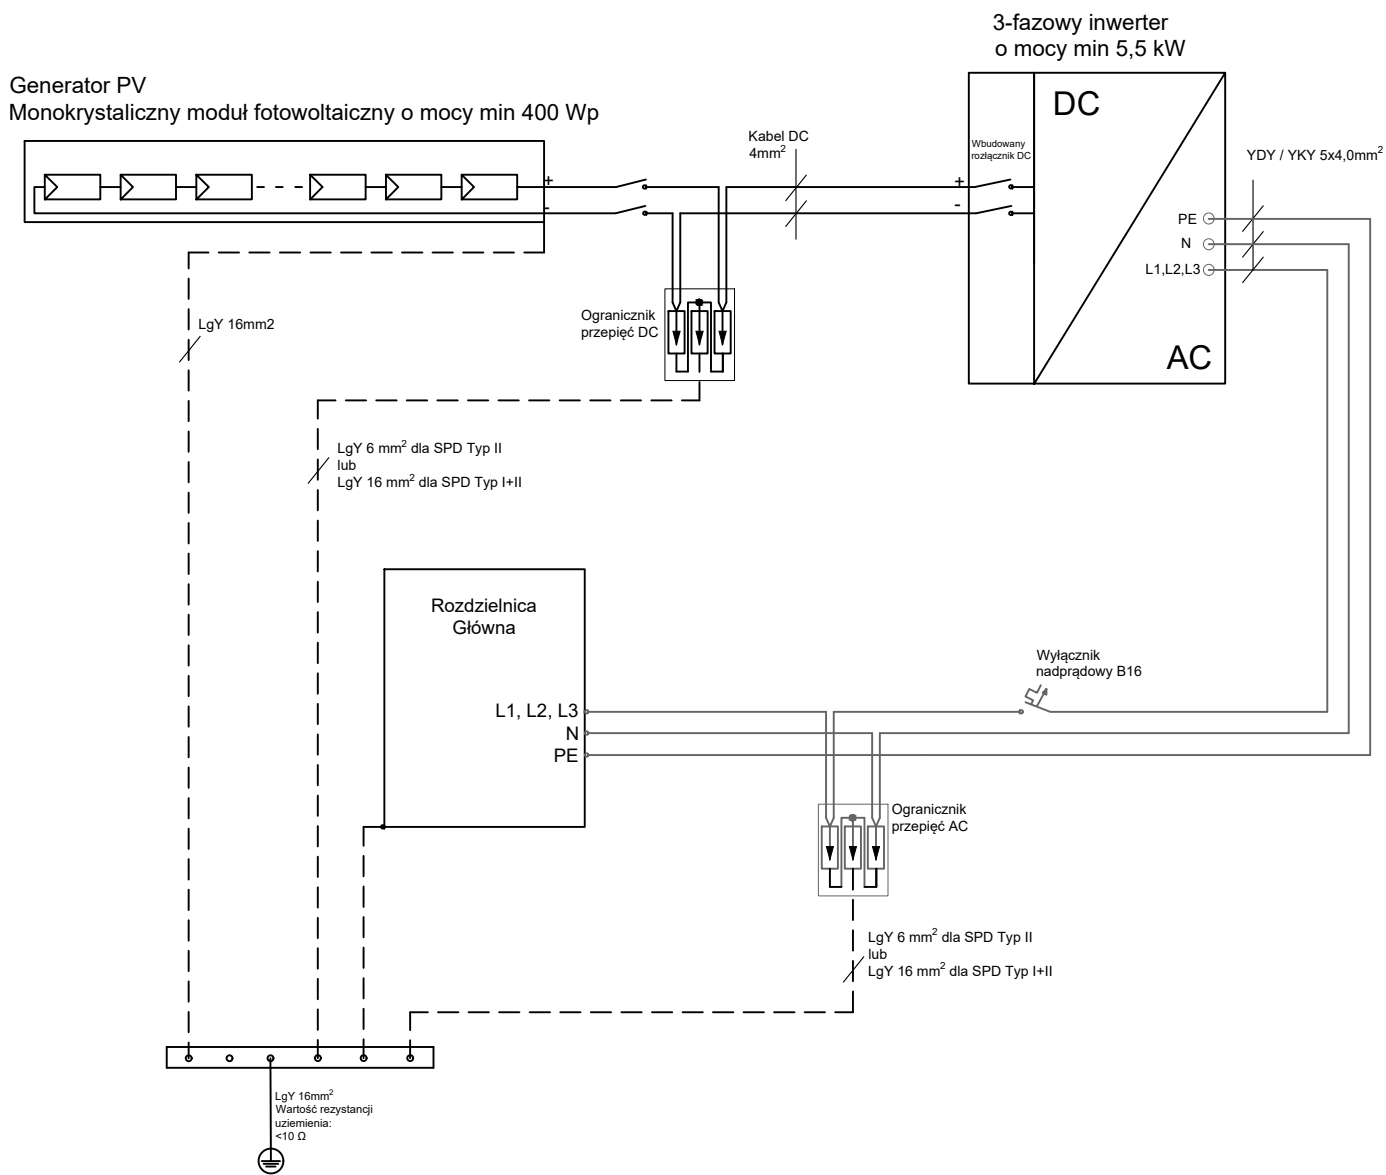 3-fazowy inwerter
o mocy min 5,5 kW
Generator PV
Monokrystaliczny moduł fotowoltaiczny o mocy min 400 Wp
DC
Kabel DC
4mm²
Wbudowany
rozłącznik DC
YDY / YKY 5x4,0mm²
+
-
+
-
PE
N
L1,L2,L3
AC
LgY 16mm2
Ogranicznik
przepięć DC
LgY 6 mm² dla SPD Typ II
lub
LgY 16 mm² dla SPD Typ I+II
Rozdzielnica
Główna
L1, L2, L3
N
PE
Wyłącznik
nadprądowy B16
Ogranicznik
przepięć AC
LgY 6 mm² dla SPD Typ II
lub
LgY 16 mm² dla SPD Typ I+II
LgY 16mm²
Wartość rezystancji
uziemienia:
<10 Ω